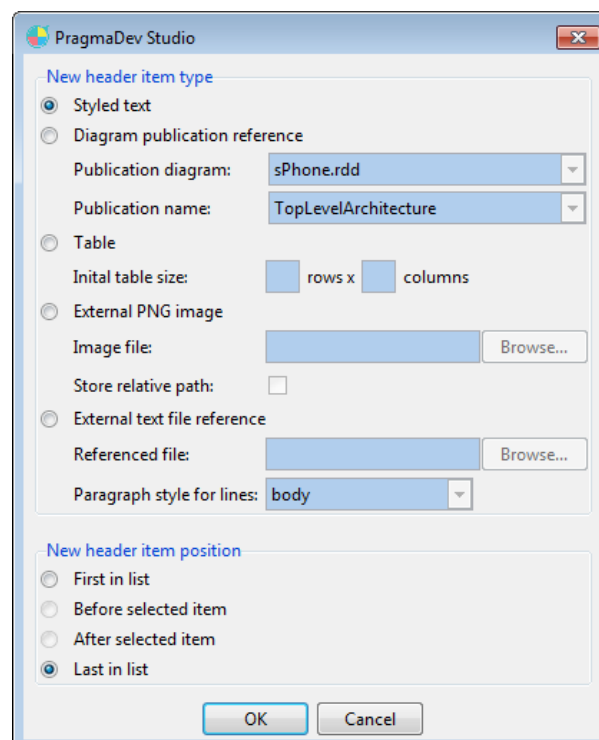 PragmaDev Studio
New header item type
Styled text
Diagram publication reference
Publication diagram: sPhone.rdd
Publication name: TopLevelArchitecture
Table
Inital table size: rows x columns
External PNG image
Image file: Browse...
Store relative path:
External text file reference
Referenced file: Browse...
Paragraph style for lines: body
New header item position
First in list
Before selected item
After selected item
Last in list
OK Cancel